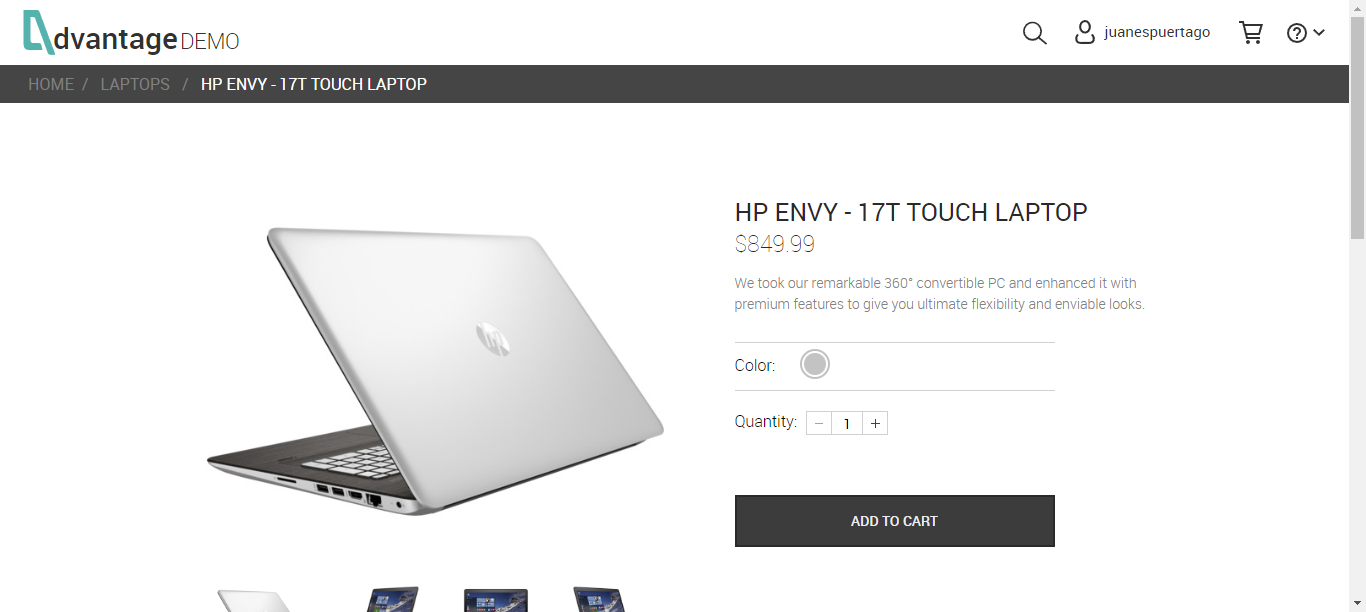 Advantage DEMO
juanespuertago
HOME / LAPTOPS / HP ENVY - 17T TOUCH LAPTOP
HP ENVY - 17T TOUCH LAPTOP
$849.99
We took our remarkable 360° convertible PC and enhanced it with
premium features to give you ultimate flexibility and enviable looks.
Color:
Quantity: − 1 +
ADD TO CART